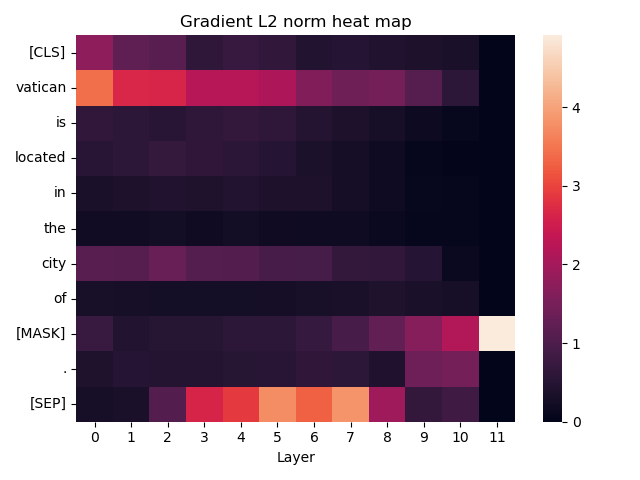 Gradient L2 norm heat map
[CLS]
vatican
is
located
in
the
city
of
[MASK]
.
[SEP]
0 1 2 3 4 5 6 7 8 9 10 11
Layer
4
3
2
1
0